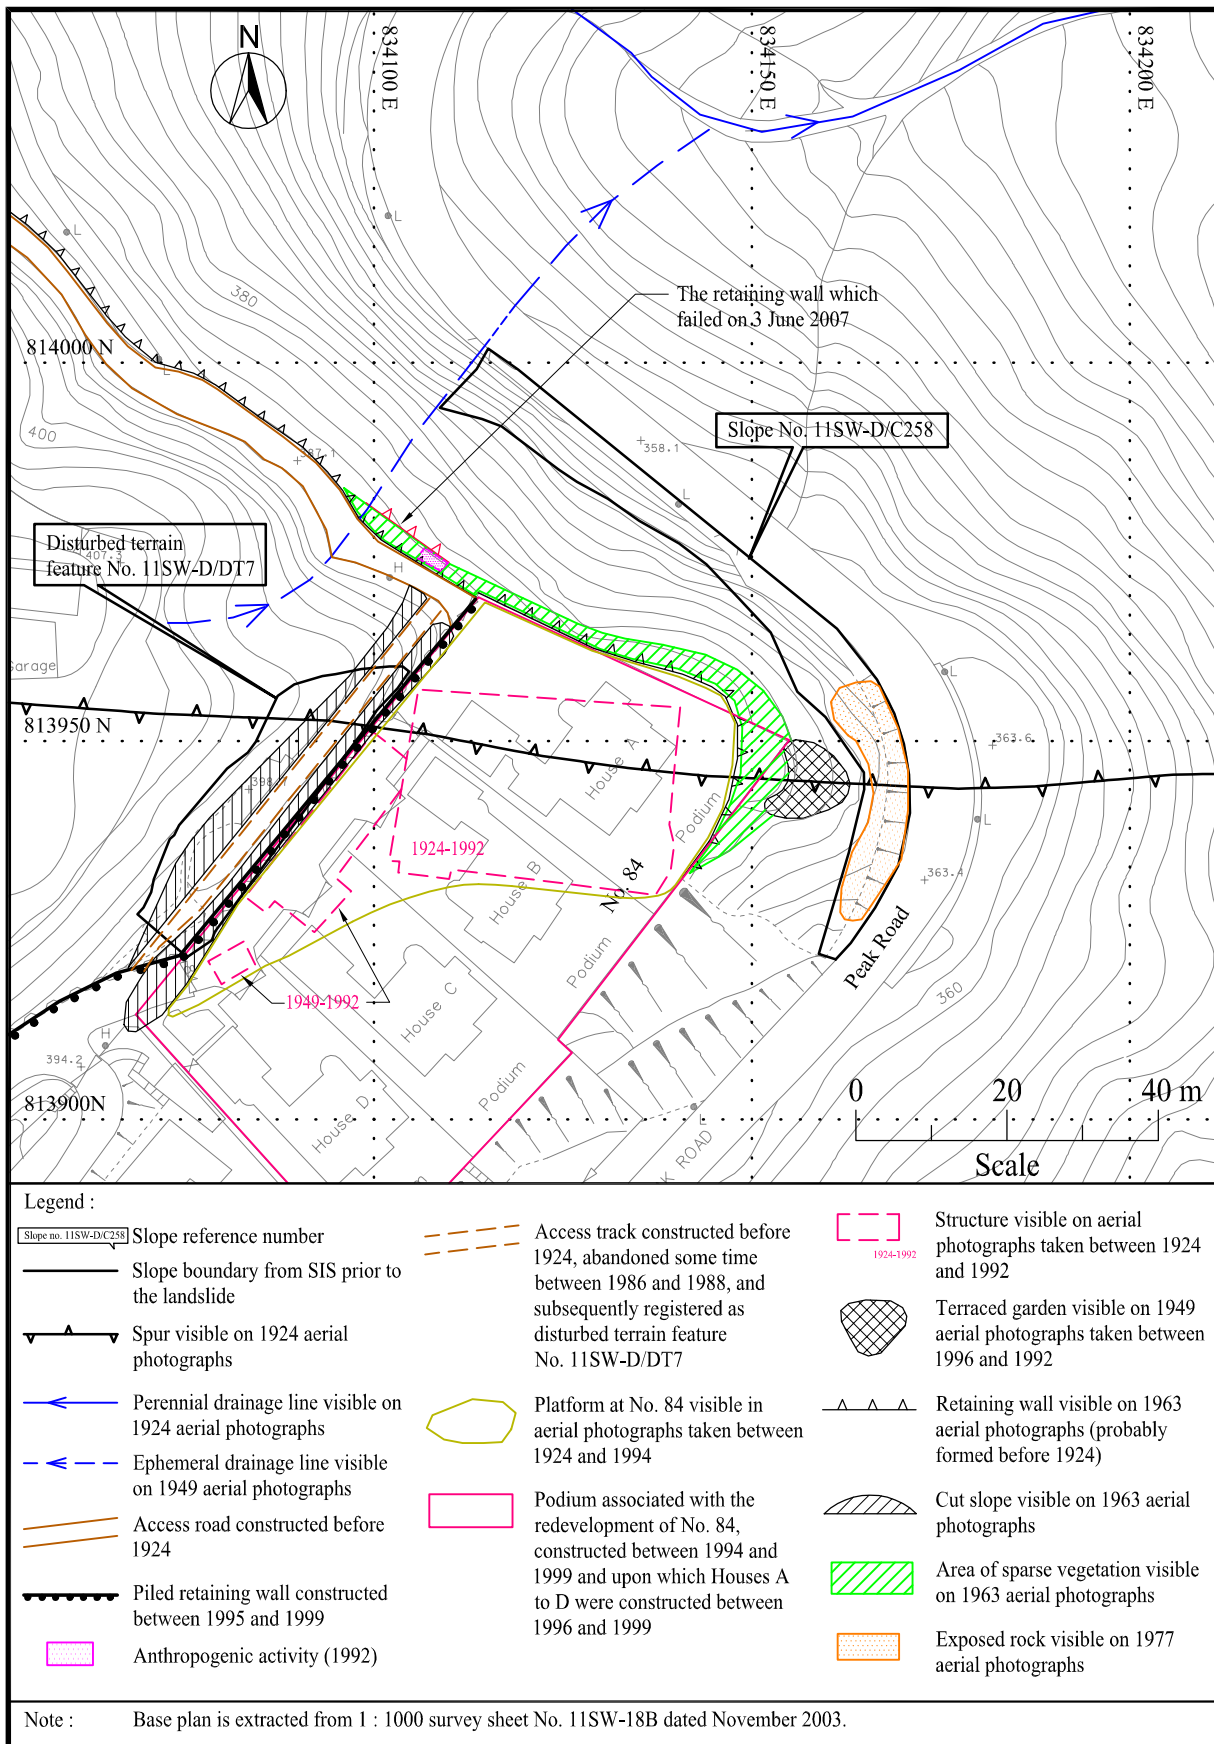 N
834100 E
834150 E
834200 E
L
L
L
380
The retaining wall which
failed on 3 June 2007
814000 N
L
400
387.1
358.1
Slope No. 11SW-D/C258
L
Disturbed terrain
feature No. 11SW-D/DT7
407.3
H
Garage
L
813950 N
363.6
398.
House A
Podium
L
1924-1992
House B
No. 84
363.4
Podium
Peak Road
360
1949-1992
House C
H
394.2
Podium
813900N
House D
L
K ROAD
0 20 40 m
Scale
Legend :
Slope no. 11SW-D/C258
Slope reference number
Slope boundary from SIS prior to
the landslide
Spur visible on 1924 aerial
photographs
Perennial drainage line visible on
1924 aerial photographs
Ephemeral drainage line visible
on 1949 aerial photographs
Access road constructed before
1924
Piled retaining wall constructed
between 1995 and 1999
Anthropogenic activity (1992)
Access track constructed before
1924, abandoned some time
between 1986 and 1988, and
subsequently registered as
disturbed terrain feature
No. 11SW-D/DT7
Platform at No. 84 visible in
aerial photographs taken between
1924 and 1994
Podium associated with the
redevelopment of No. 84,
constructed between 1994 and
1999 and upon which Houses A
to D were constructed between
1996 and 1999
1924-1992
Structure visible on aerial
photographs taken between 1924
and 1992
Terraced garden visible on 1949
aerial photographs taken between
1996 and 1992
Retaining wall visible on 1963
aerial photographs (probably
formed before 1924)
Cut slope visible on 1963 aerial
photographs
Area of sparse vegetation visible
on 1963 aerial photographs
Exposed rock visible on 1977
aerial photographs
Note : Base plan is extracted from 1 : 1000 survey sheet No. 11SW-18B dated November 2003.